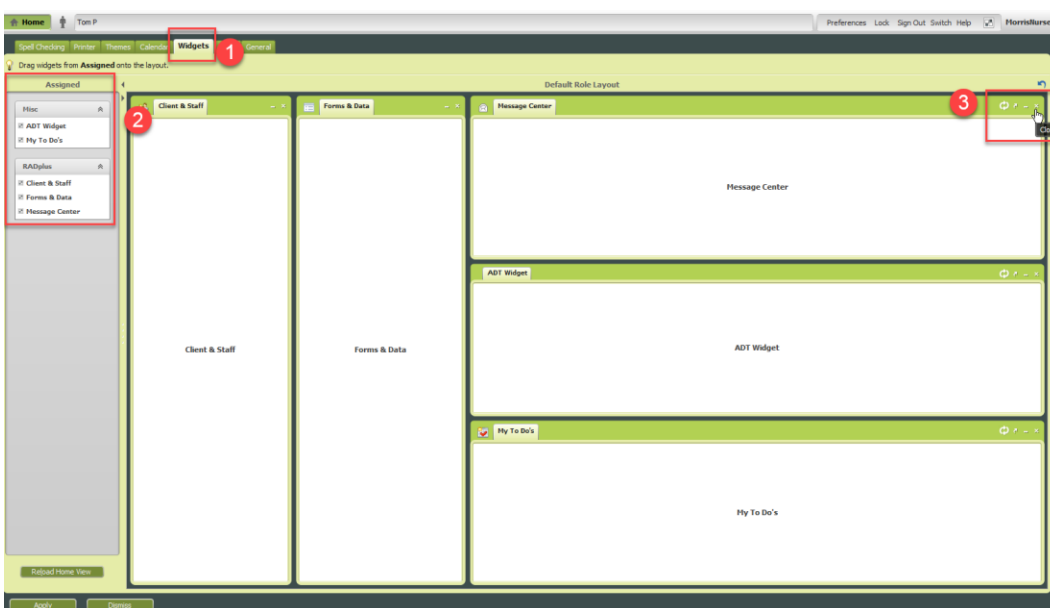 Home Tom P Preferences Lock Sign Out Switch Help MorrisNurse
Spell Checking Printer Themes Calendar Widgets 1 General
Drag widgets from Assigned onto the layout.
Assigned Default Role Layout
Misc
ADT Widget
My To Do's
RADplus
Client & Staff
Forms & Data
Message Center
Reload Home View
2
Client & Staff
Client & Staff
Forms & Data
Forms & Data
Message Center
3
Message Center
ADT Widget
ADT Widget
My To Do's
My To Do's
Apply Dismiss